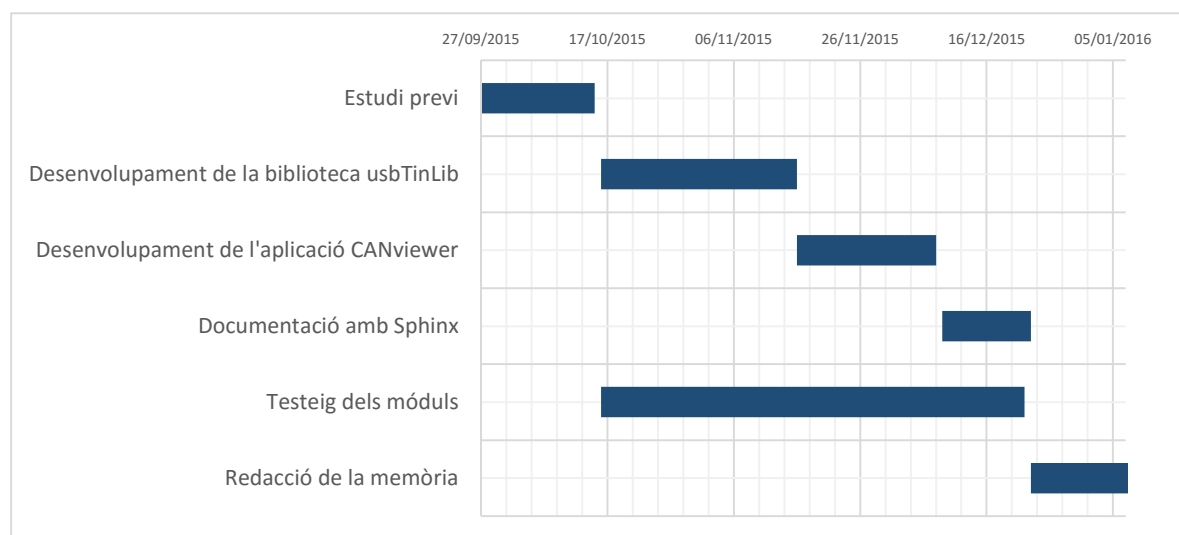 27/09/2015 17/10/2015 06/11/2015 26/11/2015 16/12/2015 05/01/2016
Estudi previ
Desenvolupament de la biblioteca usbTinLib
Desenvolupament de l'aplicació CANviewer
Documentació amb Sphinx
Testeig dels móduls
Redacció de la memòria